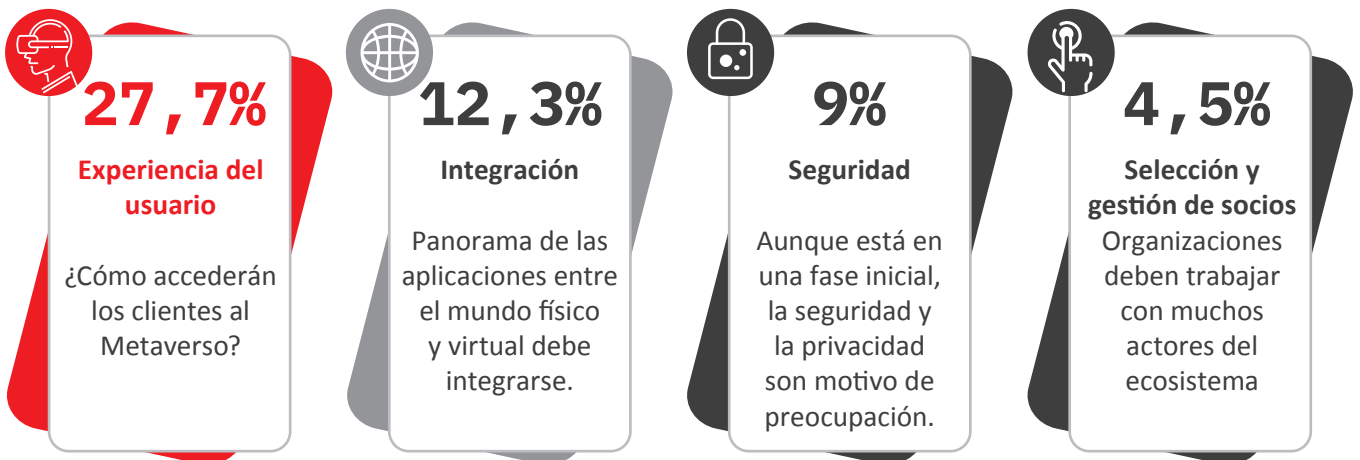 27,7%
Experiencia del
usuario
¿Cómo accederán
los clientes al
Metaverso?
12,3%
Integración
Panorama de las
aplicaciones entre
el mundo físico
y virtual debe
integrarse.
9%
Seguridad
Aunque está en
una fase inicial,
la seguridad y
la privacidad
son motivo de
preocupación.
4,5%
Selección y
gestión de socios
Organizaciones
deben trabajar
con muchos
actores del
ecosistema